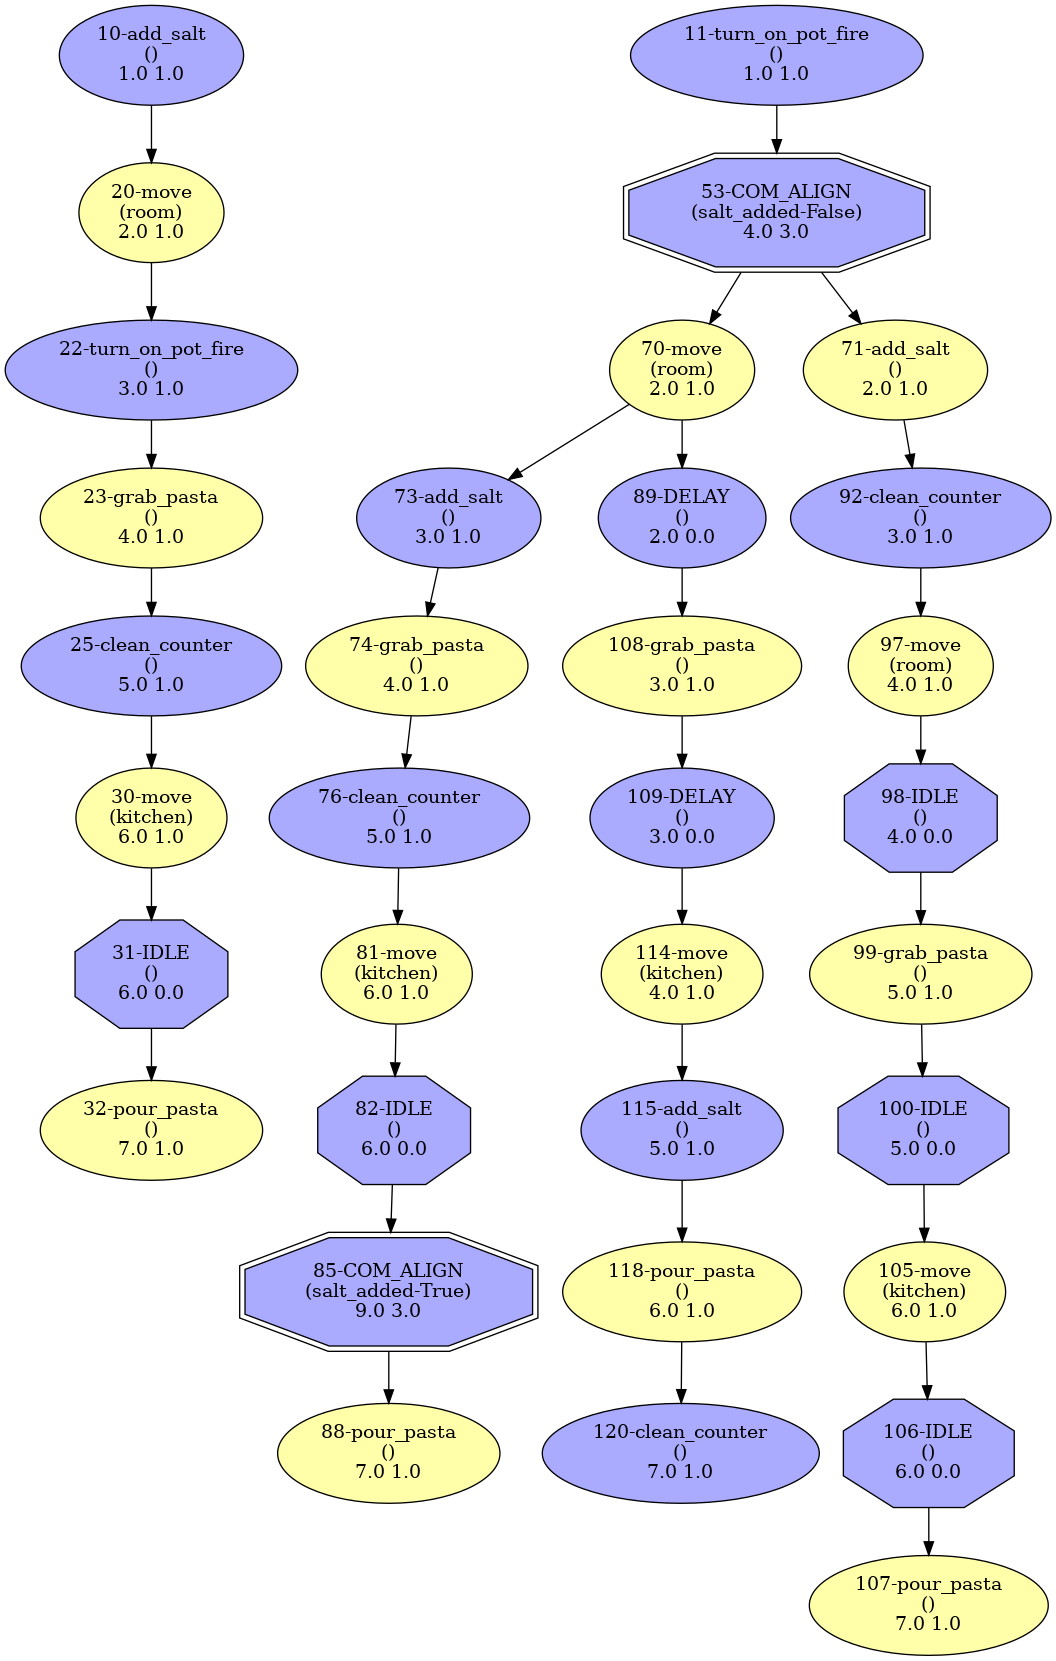 10-add_salt
()
1.0 1.0
11-turn_on_pot_fire
()
1.0 1.0
20-move
(room)
2.0 1.0
53-COM_ALIGN
(salt_added-False)
4.0 3.0
22-turn_on_pot_fire
()
3.0 1.0
70-move
(room)
2.0 1.0
71-add_salt
()
2.0 1.0
23-grab_pasta
()
4.0 1.0
73-add_salt
()
3.0 1.0
89-DELAY
()
2.0 0.0
92-clean_counter
()
3.0 1.0
25-clean_counter
()
5.0 1.0
74-grab_pasta
()
4.0 1.0
108-grab_pasta
()
3.0 1.0
97-move
(room)
4.0 1.0
30-move
(kitchen)
6.0 1.0
76-clean_counter
()
5.0 1.0
109-DELAY
()
3.0 0.0
98-IDLE
()
4.0 0.0
31-IDLE
()
6.0 0.0
81-move
(kitchen)
6.0 1.0
114-move
(kitchen)
4.0 1.0
99-grab_pasta
()
5.0 1.0
32-pour_pasta
()
7.0 1.0
82-IDLE
()
6.0 0.0
115-add_salt
()
5.0 1.0
100-IDLE
()
5.0 0.0
85-COM_ALIGN
(salt_added-True)
9.0 3.0
118-pour_pasta
()
6.0 1.0
105-move
(kitchen)
6.0 1.0
88-pour_pasta
()
7.0 1.0
120-clean_counter
()
7.0 1.0
106-IDLE
()
6.0 0.0
107-pour_pasta
()
7.0 1.0